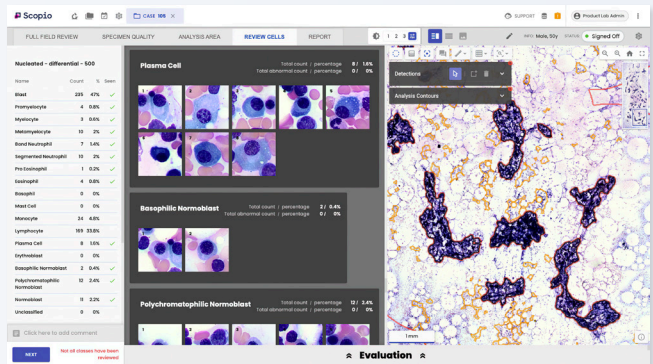 Scopio
CASE 105 ×
SUPPORT
Product Lab Admin
FULL FIELD REVIEW
SPECIMEN QUALITY
ANALYSIS AREA
REVIEW CELLS
REPORT
1 2 3
INFO: Male, 50y
STATUS: Signed Off
Nucleated - differential - 500
Name Count % Seen
Blast 235 47%
Promyelocyte 4 0.8%
Myelocyte 3 0.6%
Metamyelocyte 10 2%
Band Neutrophil 7 1.4%
Segmented Neutrophil 10 2%
Pro Eosinophil 1 0.2%
Eosinophil 4 0.8%
Basophil 0 0%
Mast Cell 0 0%
Monocyte 24 4.8%
Lymphocyte 169 33.8%
Plasma Cell 8 1.6%
Erythroblast 0 0%
Basophilic Normoblast 2 0.4%
Polychromatophilic Normoblast 12 2.4%
Normoblast 11 2.2%
Unclassified 0 0%
Click here to add comment
NEXT
Not all classes have been reviewed
Plasma Cell
Total count / percentage 8 / 1.6%
Total abnormal count / percentage 0 / 0%
Basophilic Normoblast
Total count / percentage 2 / 0.4%
Total abnormal count / percentage 0 / 0%
Polychromatophilic Normoblast
Total count / percentage 12 / 2.4%
Total abnormal count / percentage 0 / 0%
Detections
Analysis Contours
1mm
Evaluation